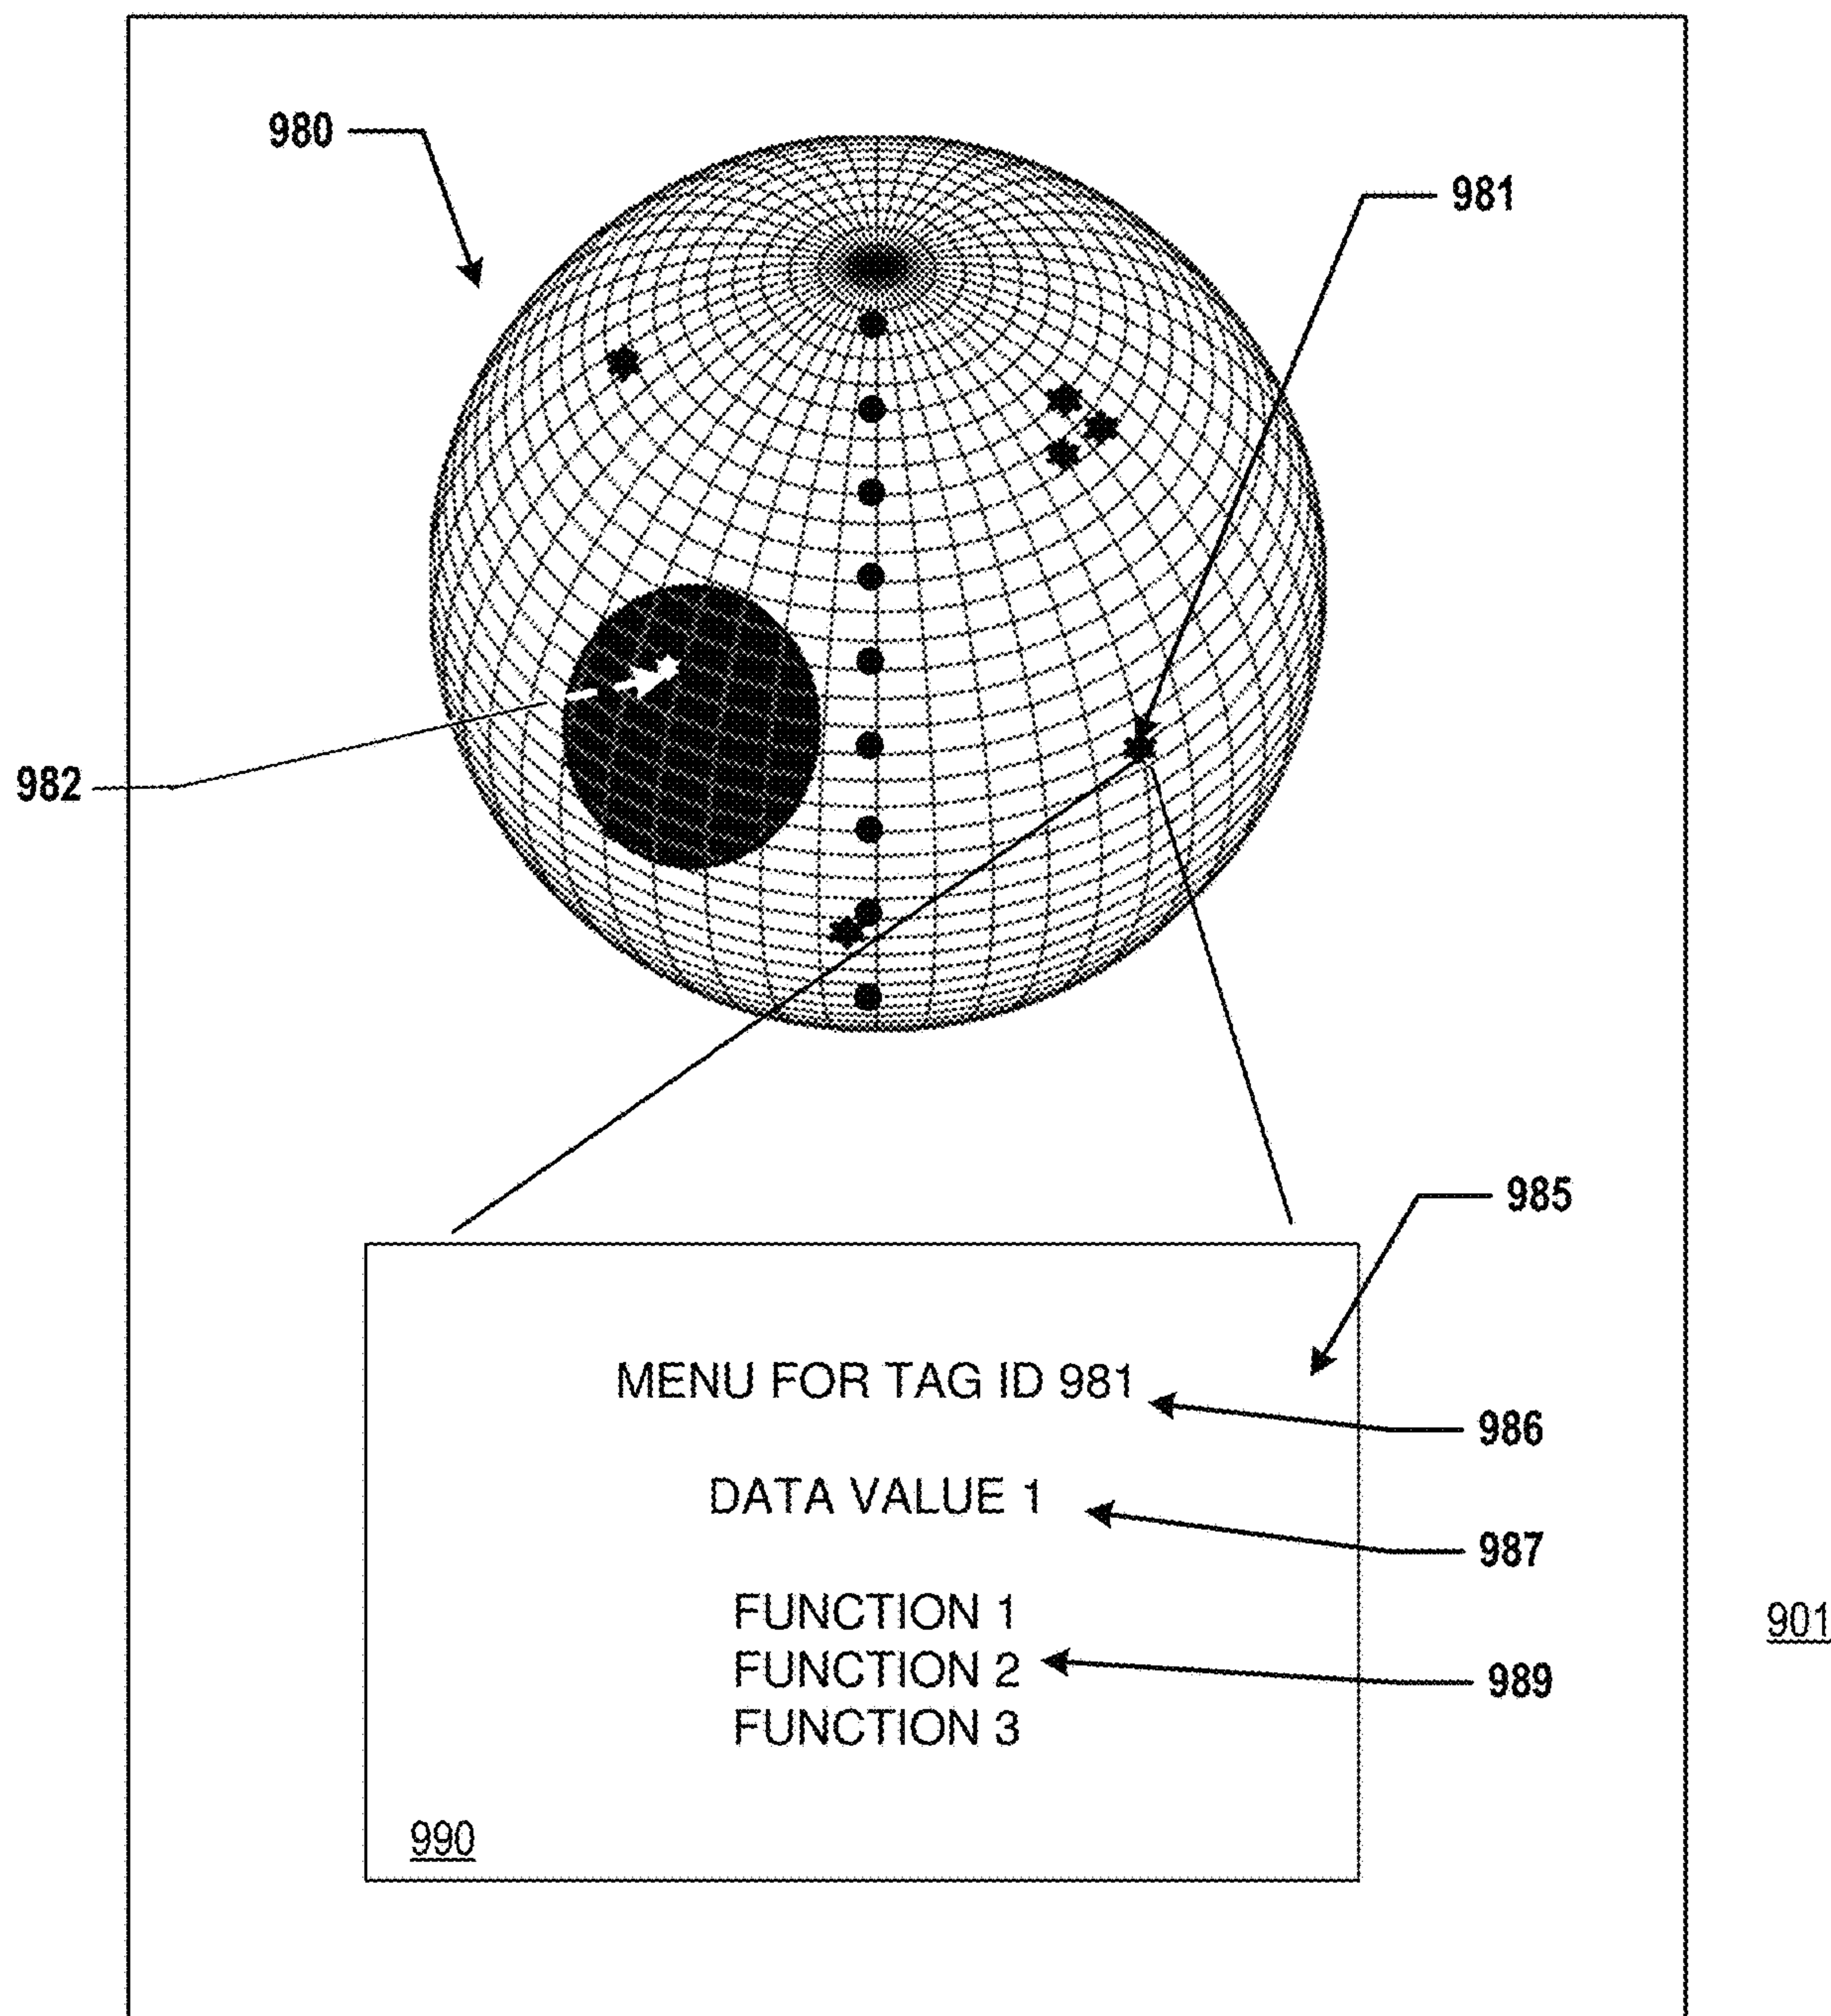 980
981
982
985
MENU FOR TAG ID 981
986
DATA VALUE 1
987
FUNCTION 1
901
FUNCTION 2
989
FUNCTION 3
990